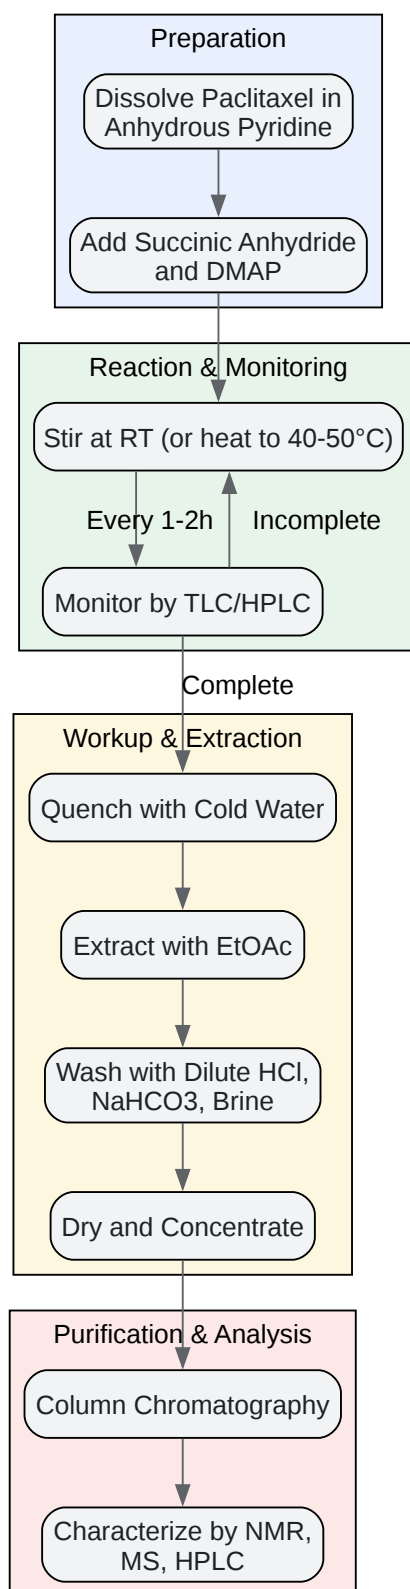 Preparation
Dissolve Paclitaxel in
Anhydrous Pyridine
Add Succinic Anhydride
and DMAP
Reaction & Monitoring
Stir at RT (or heat to 40-50°C)
Every 1-2h
Incomplete
Monitor by TLC/HPLC
Complete
Workup & Extraction
Quench with Cold Water
Extract with EtOAc
Wash with Dilute HCl,
NaHCO3, Brine
Dry and Concentrate
Purification & Analysis
Column Chromatography
Characterize by NMR,
MS, HPLC